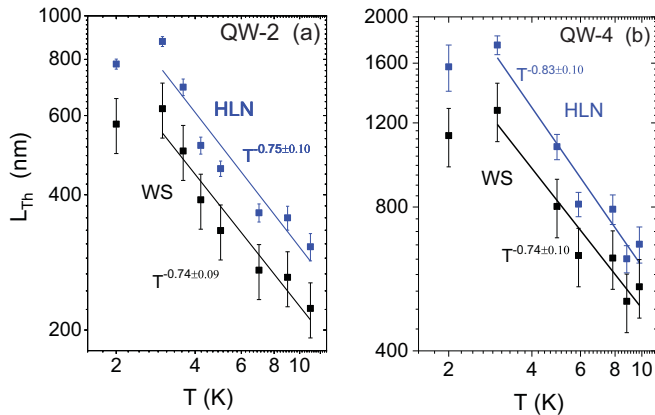 QW-2 (a)
1000
800
600
400
200
L_Th (nm)
HLN
T^-0.75±0.10
WS
T^-0.74±0.09
2 4 6 8 10
T (K)
QW-4 (b)
2000
1600
1200
800
400
T^-0.83±0.10
HLN
WS
T^-0.74±0.10
2 4 6 8 10
T (K)